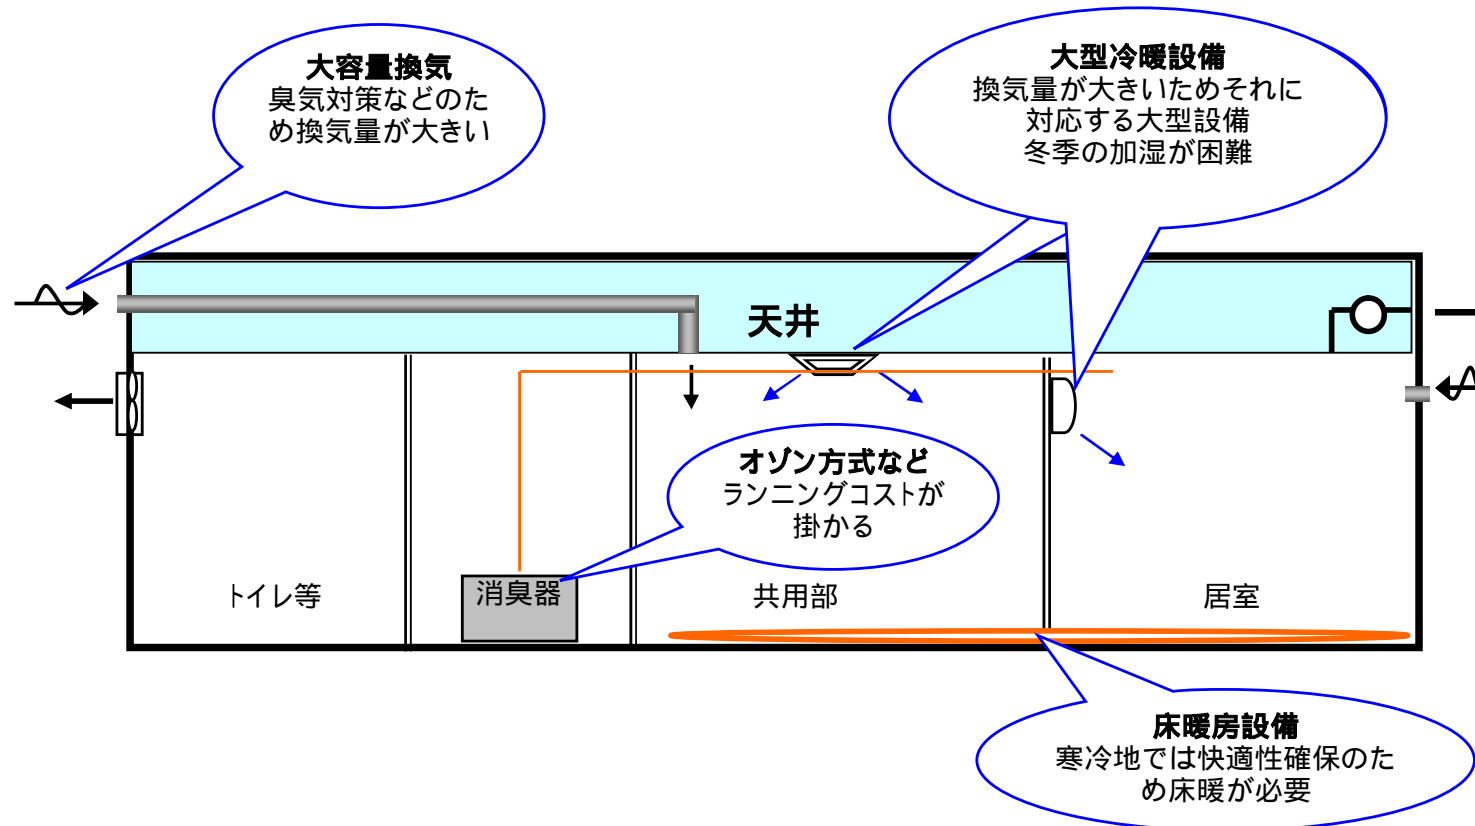 大容量換気
臭気対策などのた
め換気量が大きい
大型冷暖設備
換気量が大きいためそれに
対応する大型設備
冬季の加湿が困難
天井
オゾン方式など
ランニングコストが
掛かる
トイレ等
消臭器
共用部
居室
床暖房設備
寒冷地では快適性確保のた
め床暖が必要